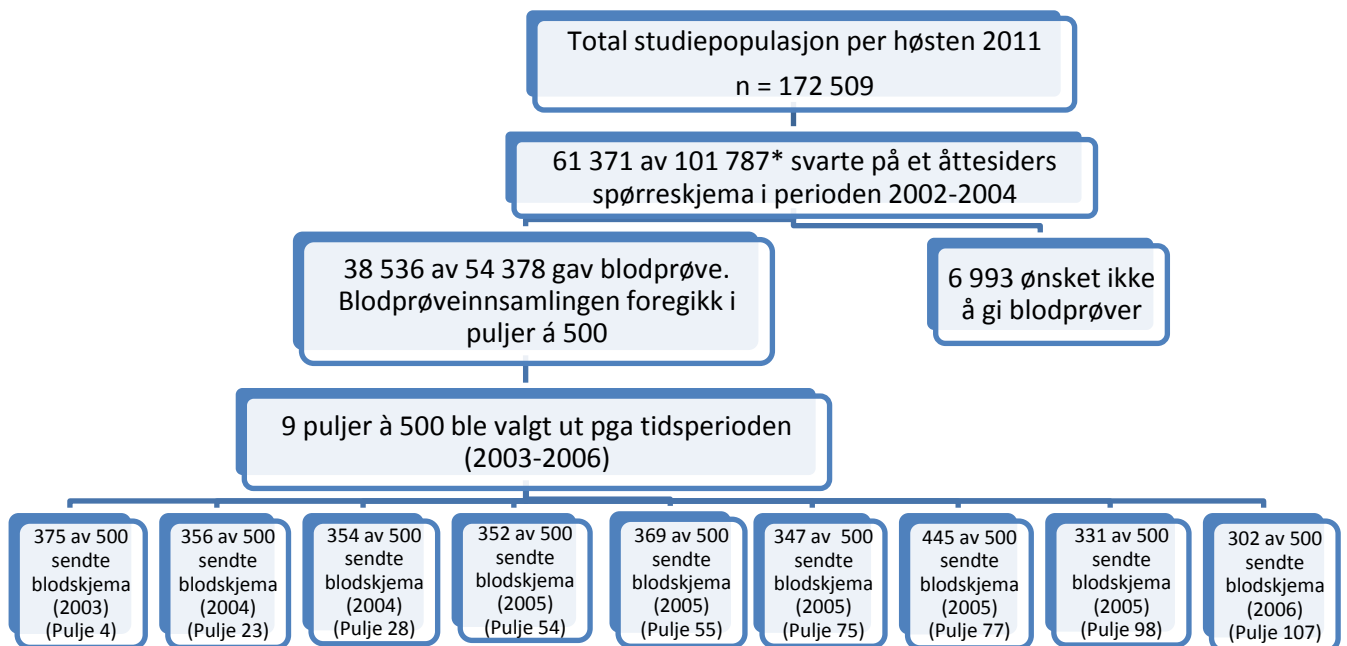 Total studiepopulasjon per høsten 2011
n = 172 509
61 371 av 101 787* svarte på et åttesiders
spørreskjema i perioden 2002-2004
38 536 av 54 378 gav blodprøve.
Blodprøveinnsamlingen foregikk i
puljer á 500
6 993 ønsket ikke
å gi blodprøver
9 puljer à 500 ble valgt ut pga tidsperioden
(2003-2006)
375 av 500
sendte
blodskjema
(2003)
(Pulje 4)
356 av 500
sendte
blodskjema
(2004)
(Pulje 23)
354 av 500
sendte
blodskjema
(2004)
(Pulje 28)
352 av 500
sendte
blodskjema
(2005)
(Pulje 54)
369 av 500
sendte
blodskjema
(2005)
(Pulje 55)
347 av 500
sendte
blodskjema
(2005)
(Pulje 75)
445 av 500
sendte
blodskjema
(2005)
(Pulje 77)
331 av 500
sendte
blodskjema
(2005)
(Pulje 98)
302 av 500
sendte
blodskjema
(2006)
(Pulje 107)